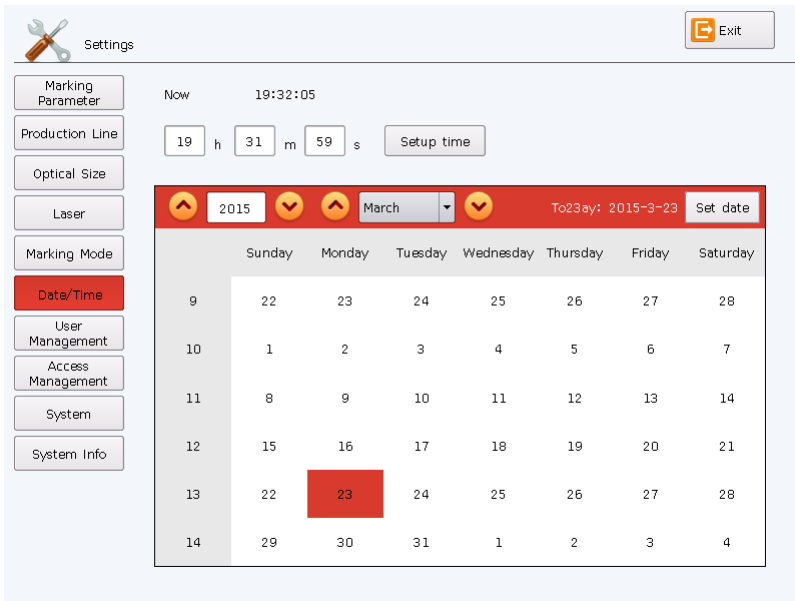 Settings
Exit
Marking
Parameter
Production Line
Optical Size
Laser
Marking Mode
Date/Time
User
Management
Access
Management
System
System Info
Now 19:32:05
19 h 31 m 59 s Setup time
2015 March To23ay: 2015-3-23 Set date
Sunday Monday Tuesday Wednesday Thursday Friday Saturday
9 22 23 24 25 26 27 28
10 1 2 3 4 5 6 7
11 8 9 10 11 12 13 14
12 15 16 17 18 19 20 21
13 22 23 24 25 26 27 28
14 29 30 31 1 2 3 4